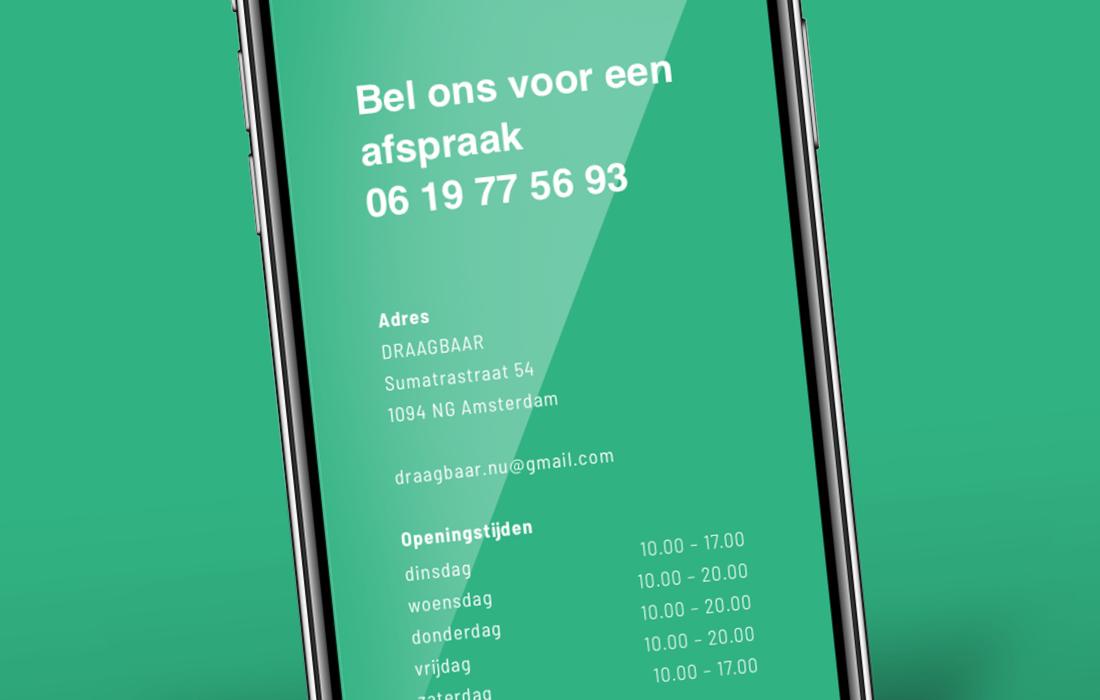 Bel ons voor een
afspraak
06 19 77 56 93
Adres
DRAAGBAAR
Sumatrastraat 54
1094 NG Amsterdam
draagbaar.nu@gmail.com
Openingstijden
dinsdag 10.00 – 17.00
woensdag 10.00 – 20.00
donderdag 10.00 – 20.00
vrijdag 10.00 – 20.00
zaterdag 10.00 – 17.00